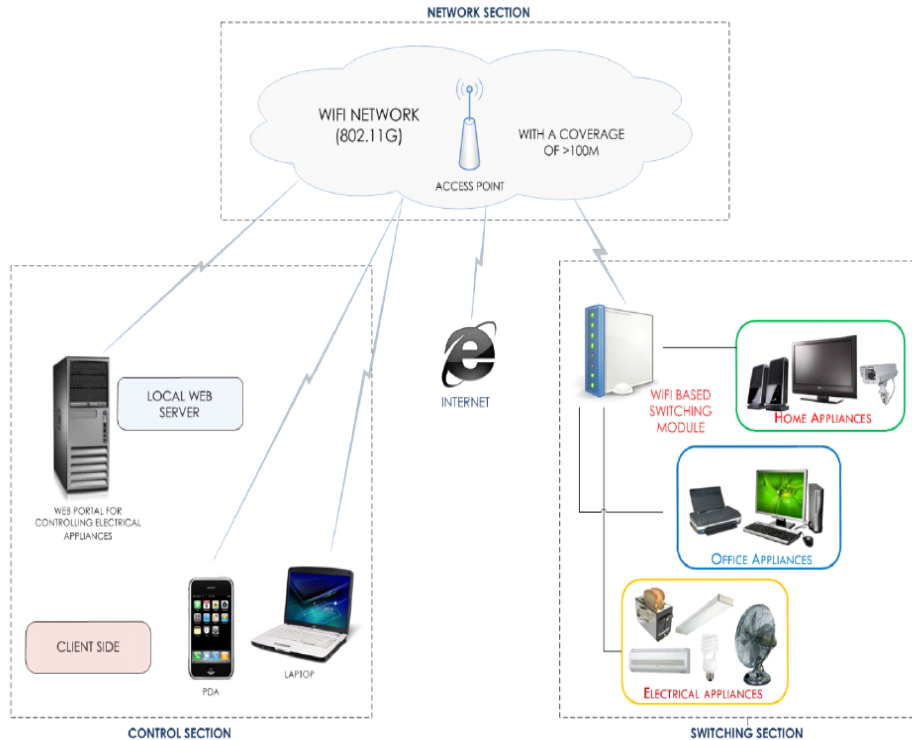 NETWORK SECTION
WIFI NETWORK
(802.11G)
WITH A COVERAGE
OF >100M
ACCESS POINT
LOCAL WEB
SERVER
WEB PORTAL FOR
CONTROLLING ELECTRICAL
APPLIANCES
CLIENT SIDE
PDA
LAPTOP
CONTROL SECTION
INTERNET
WIFI BASED
SWITCHING
MODULE
HOME APPLIANCES
OFFICE APPLIANCES
ELECTRICAL APPLIANCES
SWITCHING SECTION